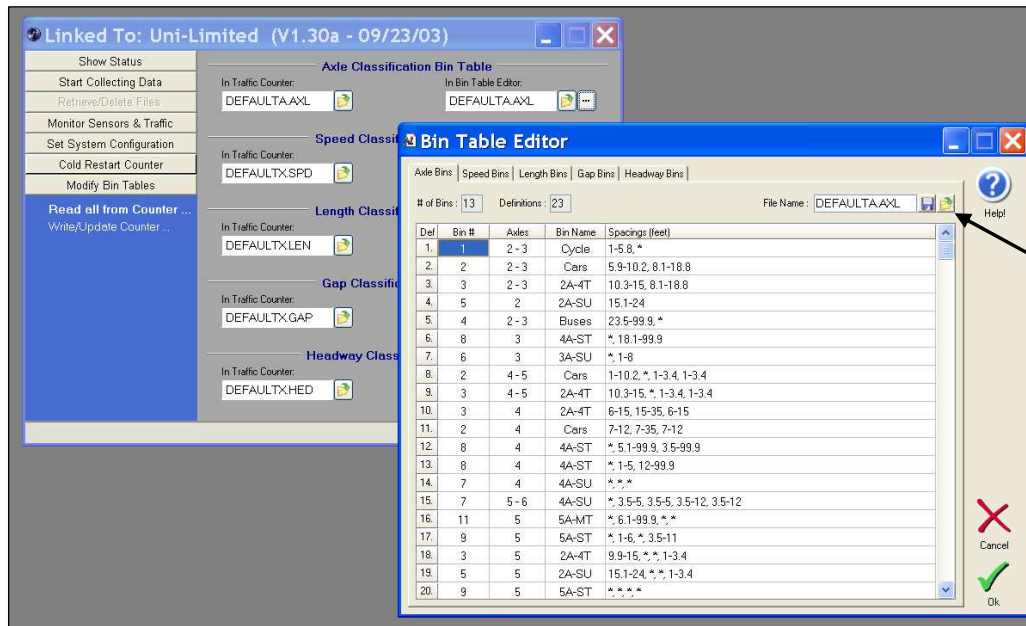 Linked To: Uni-Limited (V1.30a - 09/23/03)
Show Status
Start Collecting Data
Retrieve/Delete Files
Monitor Sensors & Traffic
Set System Configuration
Cold Restart Counter
Modify Bin Tables
Read all from Counter ...
Write/Update Counter ...
Axle Classification Bin Table
In Traffic Counter: In Bin Table Editor:
DEFAULTA.AXL DEFAULTA.AXL ...
Speed Classif
In Traffic Counter:
DEFAULTX.SPD
Length Classif
In Traffic Counter:
DEFAULTX.LEN
Gap Classific
In Traffic Counter:
DEFAULTX.GAP
Headway Class
In Traffic Counter:
DEFAULTX.HED
Bin Table Editor
Axle Bins Speed Bins Length Bins Gap Bins Headway Bins
# of Bins : 13 Definitions : 23 File Name : DEFAULTA.AXL
Def Bin # Axles Bin Name Spacings (feet)
1. 1 2 - 3 Cycle 1-5.8, *
2. 2 2 - 3 Cars 5.9-10.2, 8.1-18.8
3. 3 2 - 3 2A-4T 10.3-15, 8.1-18.8
4. 5 2 2A-SU 15.1-24
5. 4 2 - 3 Buses 23.5-99.9, *
6. 8 3 4A-ST *, 18.1-99.9
7. 6 3 3A-SU *, 1-8
8. 2 4 - 5 Cars 1-10.2, *, 1-3.4, 1-3.4
9. 3 4 - 5 2A-4T 10.3-15, *, 1-3.4, 1-3.4
10. 3 4 2A-4T 6-15, 15-35, 6-15
11. 2 4 Cars 7-12, 7-35, 7-12
12. 8 4 4A-ST *, 5.1-99.9, 3.5-99.9
13. 8 4 4A-ST *, 1-5, 12-99.9
14. 7 4 4A-SU *, *, *
15. 7 5 - 6 4A-SU *, 3.5-5, 3.5-5, 3.5-12, 3.5-12
16. 11 5 5A-MT *, 6.1-99.9, *, *
17. 9 5 5A-ST *, 1-6, *, 3.5-11
18. 3 5 2A-4T 9.9-15, *, *, 1-3.4
19. 5 5 2A-SU 15.1-24, *, *, 1-3.4
20. 9 5 5A-ST *, *, *, *
Help!
Cancel
Ok